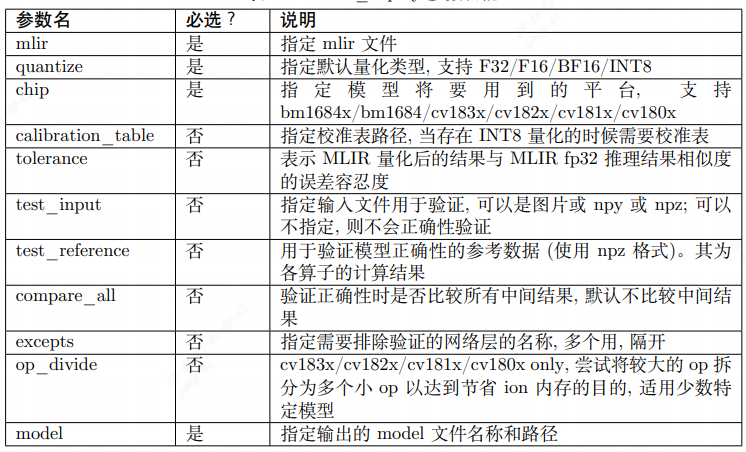 参数名 必选？ 说明
mlir 是 指定 mlir 文件
quantize 是 指定默认量化类型, 支持 F32/F16/BF16/INT8
chip 是 指定模型将要用到的平台, 支持
bm1684x/bm1684/cv183x/cv182x/cv181x/cv180x
calibration_table 否 指定校准表路径, 当存在 INT8 量化的时候需要校准表
tolerance 否 表示 MLIR 量化后的结果与 MLIR fp32 推理结果相似度
的误差容忍度
test_input 否 指定输入文件用于验证, 可以是图片或 npy 或 npz; 可以
不指定, 则不会正确性验证
test_reference 否 用于验证模型正确性的参考数据 (使用 npz 格式)。其为
各算子的计算结果
compare_all 否 验证正确性时是否比较所有中间结果, 默认不比较中间结
果
excepts 否 指定需要排除验证的网络层的名称, 多个用, 隔开
op_divide 否 cv183x/cv182x/cv181x/cv180x only, 尝试将较大的 op 拆
分为多个小 op 以达到节省 ion 内存的目的, 适用少数特
定模型
model 是 指定输出的 model 文件名称和路径